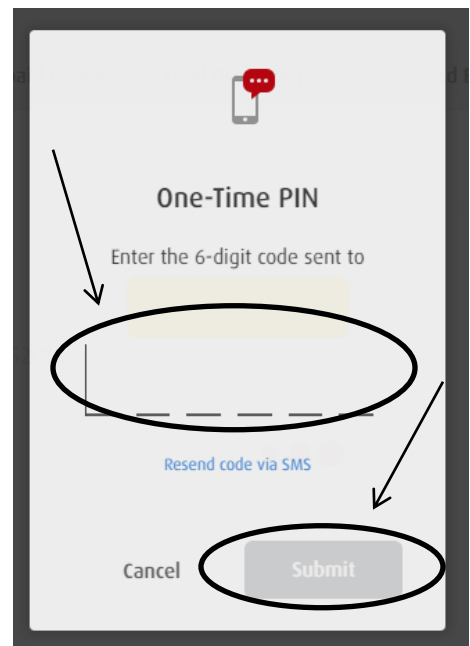 One-Time PIN
Enter the 6-digit code sent to
Resend code via SMS
Cancel
Submit